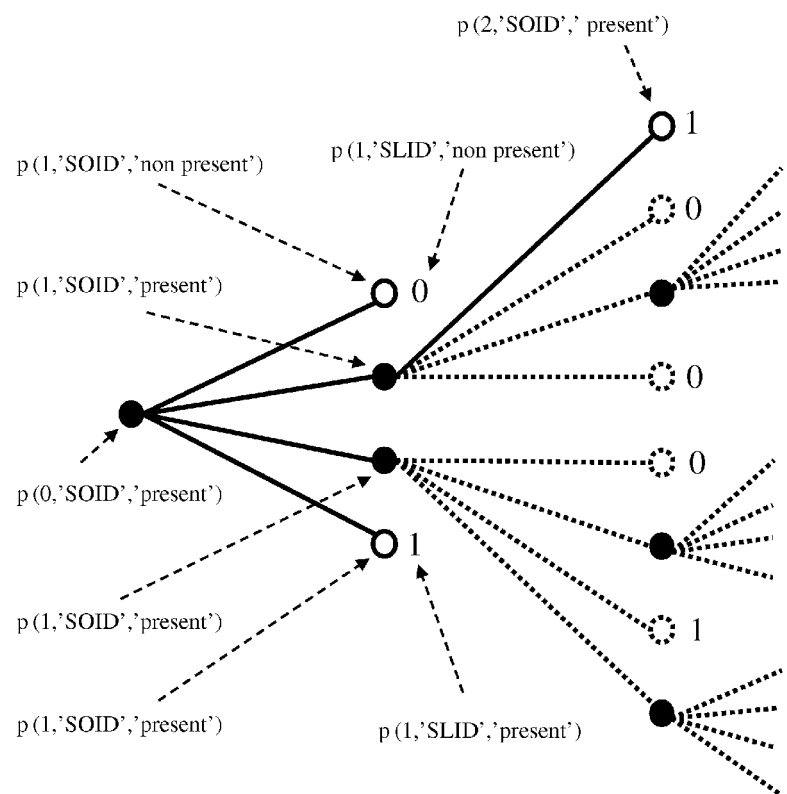 p (2,’SOID’,’ present’)
1
p (1,’SOID’,’non present’)
p (1,’SLID’,’non present’)
0
p (1,’SOID’,’present’)
0
0
0
p (0,’SOID’,’present’)
1
p (1,’SOID’,’present’)
1
p (1,’SOID’,’present’)
p (1,’SLID’,’present’)